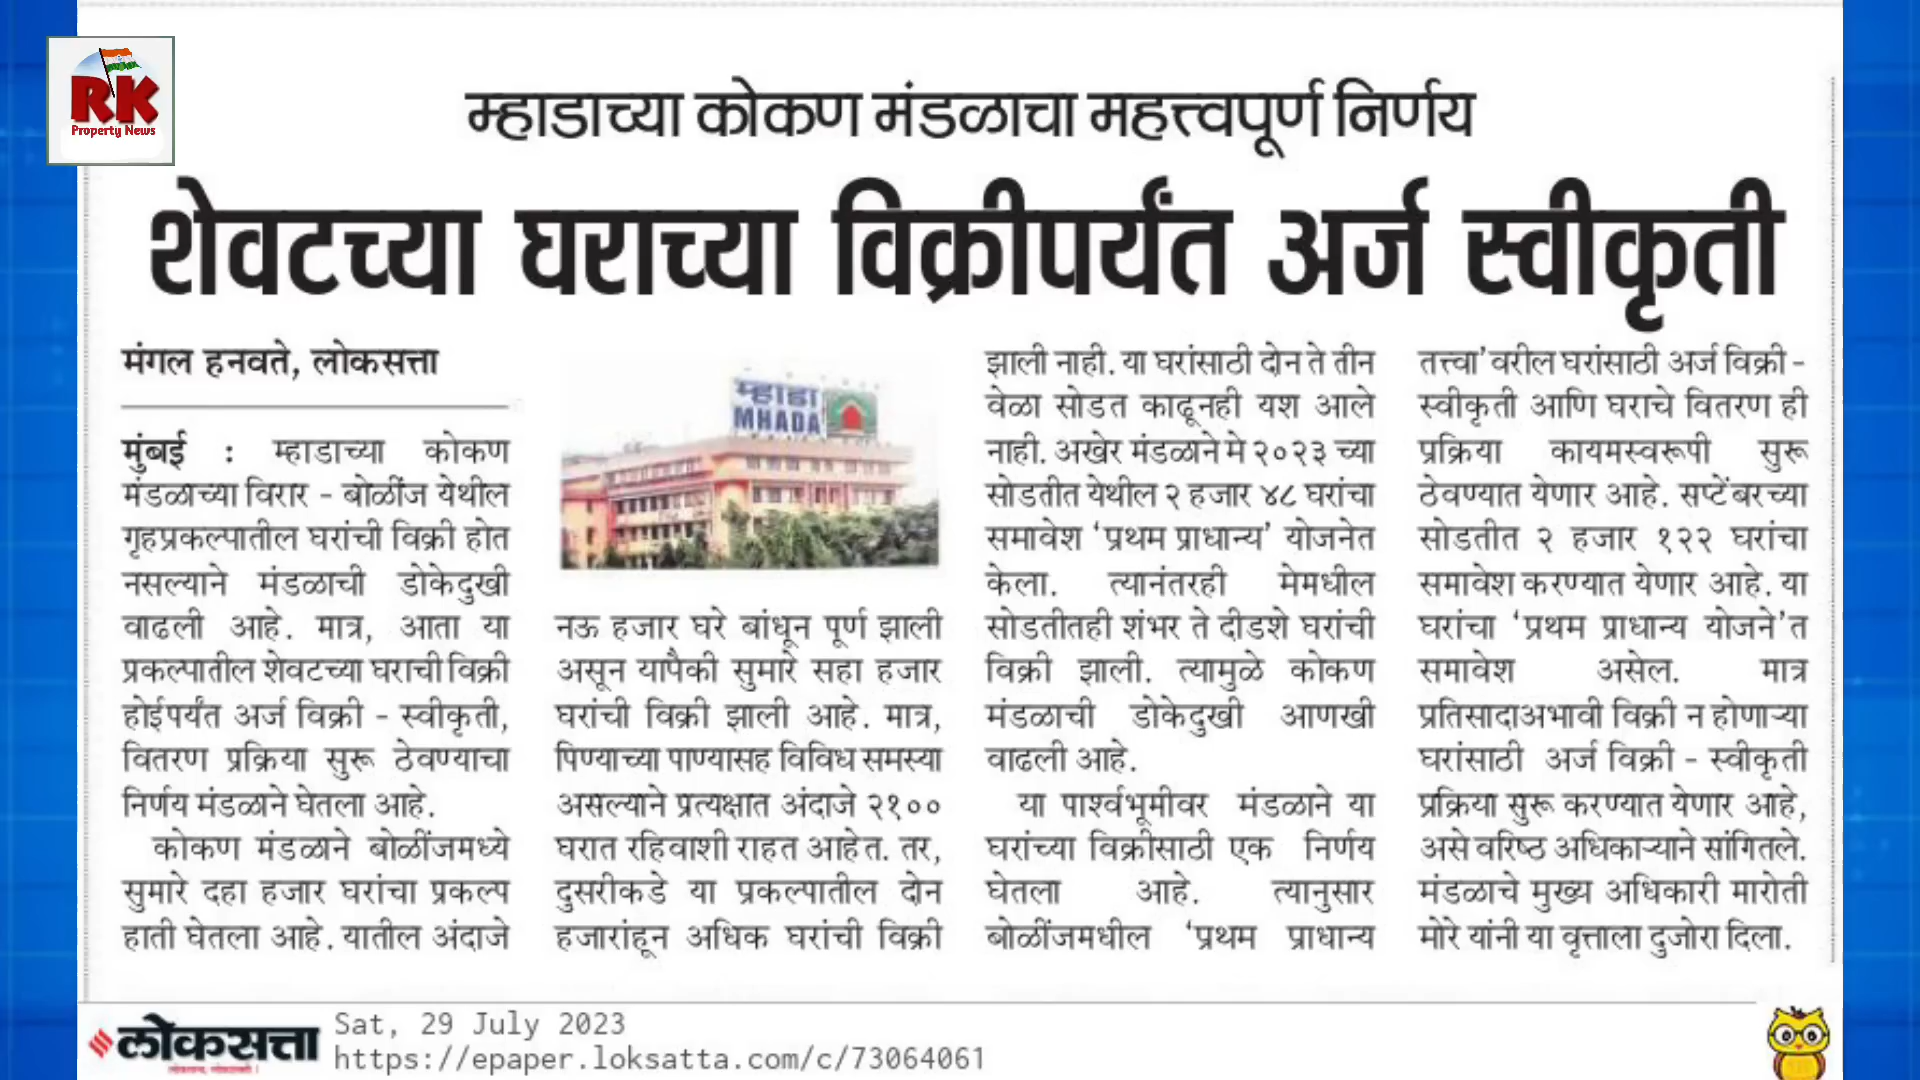 RK
Property News
म्हाडाच्या कोकण मंडळाचा महत्त्वपूर्ण निर्णय
शेवटच्या घराच्या विक्रीपर्यंत अर्ज स्वीकृती
मंगल हनवते, लोकसत्ता
मुंबई : म्हाडाच्या कोकण
मंडळाच्या विरार - बोळींज येथील
गृहप्रकल्पातील घरांची विक्री होत
नसल्याने मंडळाची डोकेदुखी
वाढली आहे. मात्र, आता या
प्रकल्पातील शेवटच्या घराची विक्री
होईपर्यंत अर्ज विक्री - स्वीकृती,
वितरण प्रक्रिया सुरू ठेवण्याचा
निर्णय मंडळाने घेतला आहे.
कोकण मंडळाने बोळींजमध्ये
सुमारे दहा हजार घरांचा प्रकल्प
हाती घेतला आहे. यातील अंदाजे
म्हाडा
MHADA
नऊ हजार घरे बांधून पूर्ण झाली
असून यापैकी सुमारे सहा हजार
घरांची विक्री झाली आहे. मात्र,
पिण्याच्या पाण्यासह विविध समस्या
असल्याने प्रत्यक्षात अंदाजे २१००
घरात रहिवाशी राहत आहेत. तर,
दुसरीकडे या प्रकल्पातील दोन
हजारांहून अधिक घरांची विक्री
झाली नाही. या घरांसाठी दोन ते तीन
वेळा सोडत काढूनही यश आले
नाही. अखेर मंडळाने मे २०२३ च्या
सोडतीत येथील २ हजार ४८ घरांचा
समावेश ‘प्रथम प्राधान्य’ योजनेत
केला. त्यानंतरही मेमधील
सोडतीतही शंभर ते दीडशे घरांची
विक्री झाली. त्यामुळे कोकण
मंडळाची डोकेदुखी आणखी
वाढली आहे.
या पार्श्वभूमीवर मंडळाने या
घरांच्या विक्रीसाठी एक निर्णय
घेतला आहे. त्यानुसार
बोळींजमधील ‘प्रथम प्राधान्य
तत्त्वा’वरील घरांसाठी अर्ज विक्री -
स्वीकृती आणि घराचे वितरण ही
प्रक्रिया कायमस्वरूपी सुरू
ठेवण्यात येणार आहे. सप्टेंबरच्या
सोडतीत २ हजार १२२ घरांचा
समावेश करण्यात येणार आहे. या
घरांचा ‘प्रथम प्राधान्य योजने’त
समावेश असेल. मात्र
प्रतिसादाअभावी विक्री न होणाऱ्या
घरांसाठी अर्ज विक्री - स्वीकृती
प्रक्रिया सुरू करण्यात येणार आहे,
असे वरिष्ठ अधिकाऱ्याने सांगितले.
मंडळाचे मुख्य अधिकारी मारोती
मोरे यांनी या वृत्ताला दुजोरा दिला.
लोकसत्ता
Sat, 29 July 2023
https://epaper.loksatta.com/c/73064061